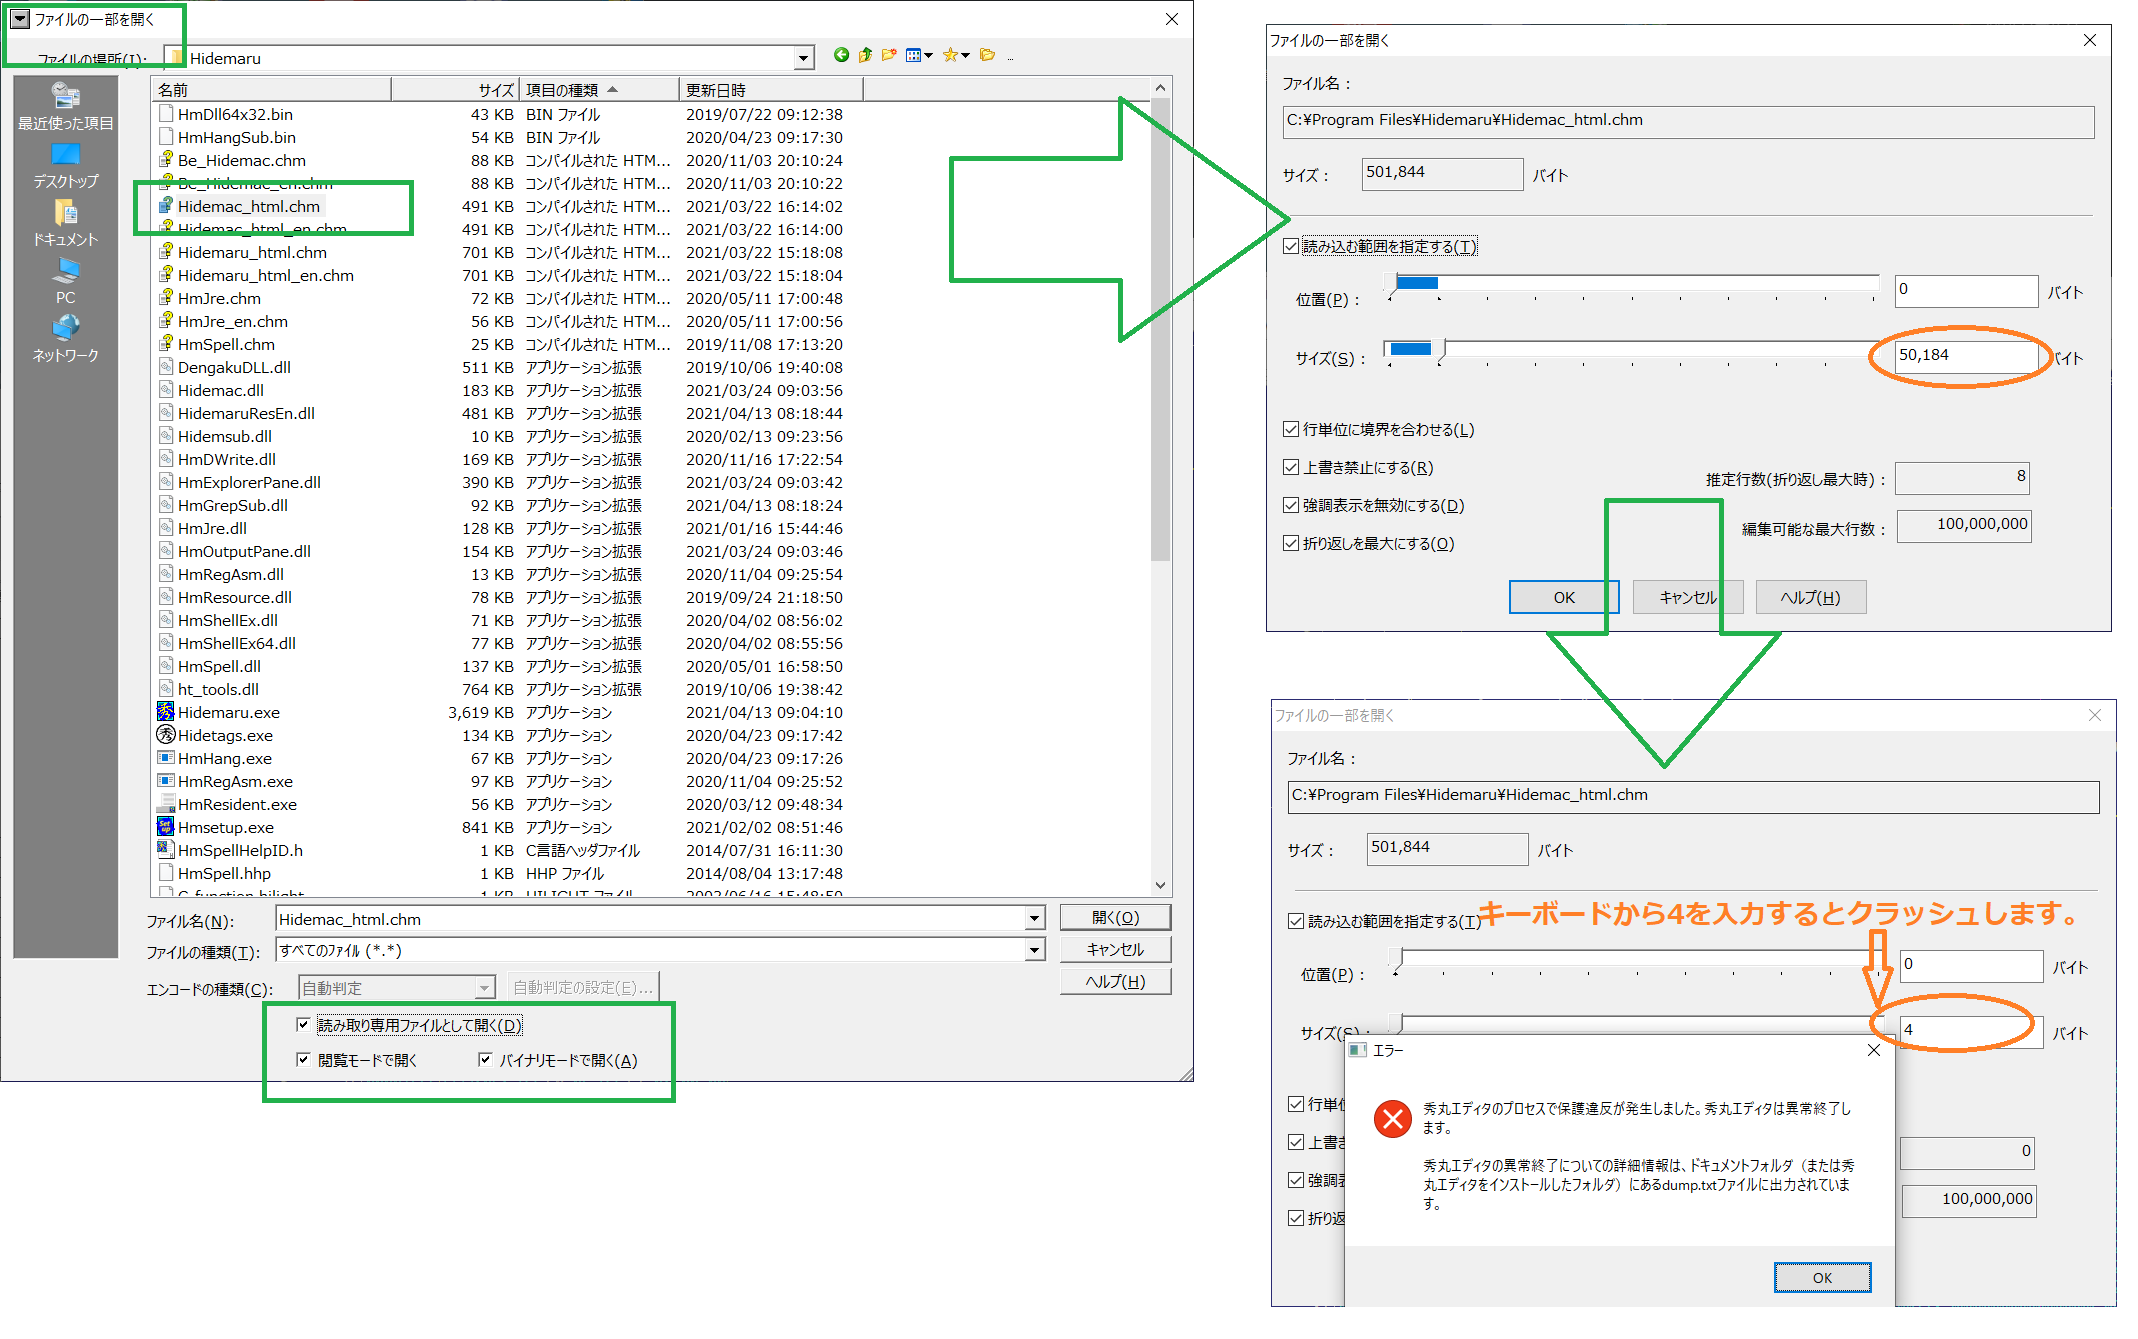 ファイルの一部を開く
ファイルの場所(I):
Hidemaru
最近使った項目
デスクトップ
ドキュメント
PC
ネットワーク
名前 サイズ 項目の種類 更新日時
HmDll64x32.bin 43 KB BIN ファイル 2019/07/22 09:12:38
HmHangSub.bin 54 KB BIN ファイル 2020/04/23 09:17:30
Be_Hidemac.chm 88 KB コンパイルされた HTM... 2020/11/03 20:10:24
Be_Hidemac_en.chm 88 KB コンパイルされた HTM... 2020/11/03 20:10:22
Hidemac_html.chm 491 KB コンパイルされた HTM... 2021/03/22 16:14:02
Hidemac_html_en.chm 491 KB コンパイルされた HTM... 2021/03/22 16:14:00
Hidemaru_html.chm 701 KB コンパイルされた HTM... 2021/03/22 15:18:08
Hidemaru_html_en.chm 701 KB コンパイルされた HTM... 2021/03/22 15:18:04
HmJre.chm 72 KB コンパイルされた HTM... 2020/05/11 17:00:48
HmJre_en.chm 56 KB コンパイルされた HTM... 2020/05/11 17:00:56
HmSpell.chm 25 KB コンパイルされた HTM... 2019/11/08 17:13:20
DengakuDLL.dll 511 KB アプリケーション拡張 2019/10/06 19:40:08
Hidemac.dll 183 KB アプリケーション拡張 2021/03/24 09:03:56
HidemaruResEn.dll 481 KB アプリケーション拡張 2021/04/13 08:18:44
Hidemsub.dll 10 KB アプリケーション拡張 2020/02/13 09:23:56
HmDWrite.dll 169 KB アプリケーション拡張 2020/11/16 17:22:54
HmExplorerPane.dll 390 KB アプリケーション拡張 2021/03/24 09:03:42
HmGrepSub.dll 92 KB アプリケーション拡張 2021/04/13 08:18:24
HmJre.dll 128 KB アプリケーション拡張 2021/01/16 15:44:46
HmOutputPane.dll 154 KB アプリケーション拡張 2021/03/24 09:03:46
HmRegAsm.dll 13 KB アプリケーション拡張 2020/11/04 09:25:54
HmResource.dll 78 KB アプリケーション拡張 2019/09/24 21:18:50
HmShellEx.dll 71 KB アプリケーション拡張 2020/04/02 08:56:02
HmShellEx64.dll 77 KB アプリケーション拡張 2020/04/02 08:55:56
HmSpell.dll 137 KB アプリケーション拡張 2020/05/01 16:58:50
ht_tools.dll 764 KB アプリケーション拡張 2019/10/06 19:38:42
Hidemaru.exe 3,619 KB アプリケーション 2021/04/13 09:04:10
Hidetags.exe 134 KB アプリケーション 2020/04/23 09:17:42
HmHang.exe 67 KB アプリケーション 2020/04/23 09:17:26
HmRegAsm.exe 97 KB アプリケーション 2020/11/04 09:25:52
HmResident.exe 56 KB アプリケーション 2020/03/12 09:48:34
Hmsetup.exe 841 KB アプリケーション 2021/02/02 08:51:46
HmSpellHelpID.h 1 KB C言語ヘッダファイル 2014/07/31 16:11:30
HmSpell.hhp 1 KB HHP ファイル 2014/08/04 13:17:48
C-function.hilight 1 KB HILIGHT ファイル 2003/06/16 15:48:50
ファイル名(N): Hidemac_html.chm 開く(O)
ファイルの種類(T): すべてのファイル (*.*) キャンセル
エンコードの種類(C): 自動判定 自動判定の設定(E)... ヘルプ(H)
読み取り専用ファイルとして開く(D)
閲覧モードで開く バイナリモードで開く(A)
ファイルの一部を開く
ファイル名：
C:¥Program Files¥Hidemaru¥Hidemac_html.chm
サイズ： 501,844 バイト
読み込む範囲を指定する(T)
位置(P)： 0 バイト
サイズ(S)： 50,184 バイト
行単位に境界を合わせる(L)
上書き禁止にする(R)
推定行数(折り返し最大時)： 8
強調表示を無効にする(D)
編集可能な最大行数： 100,000,000
折り返しを最大にする(O)
OK キャンセル ヘルプ(H)
ファイルの一部を開く
ファイル名：
C:¥Program Files¥Hidemaru¥Hidemac_html.chm
サイズ： 501,844 バイト
キーボードから4を入力するとクラッシュします。
読み込む範囲を指定する(T)
位置(P)： 0 バイト
サイズ(S)： 4 バイト
エラー
行単位
秀丸エディタのプロセスで保護違反が発生しました。秀丸エディタは異常終了し
ます。
上書き
0
秀丸エディタの異常終了についての詳細情報は、ドキュメントフォルダ（または秀
丸エディタをインストールしたフォルダ）にあるdump.txtファイルに出力されていま
す。
強調表
100,000,000
折り返
OK